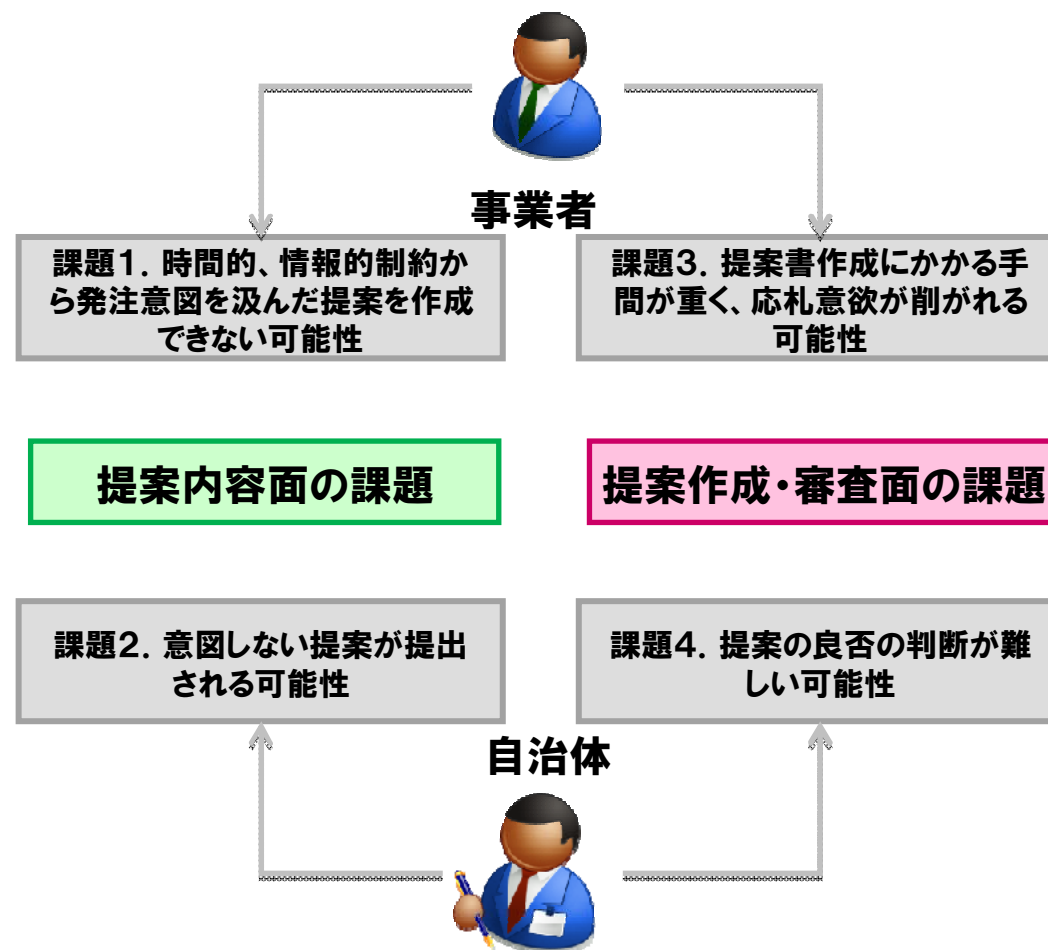 事業者
課題1．時間的、情報的制約か
ら発注意図を汲んだ提案を作成
できない可能性
課題3．提案書作成にかかる手
間が重く、応札意欲が削がれる
可能性
提案内容面の課題
提案作成・審査面の課題
課題2．意図しない提案が提出
される可能性
課題4．提案の良否の判断が難
しい可能性
自治体